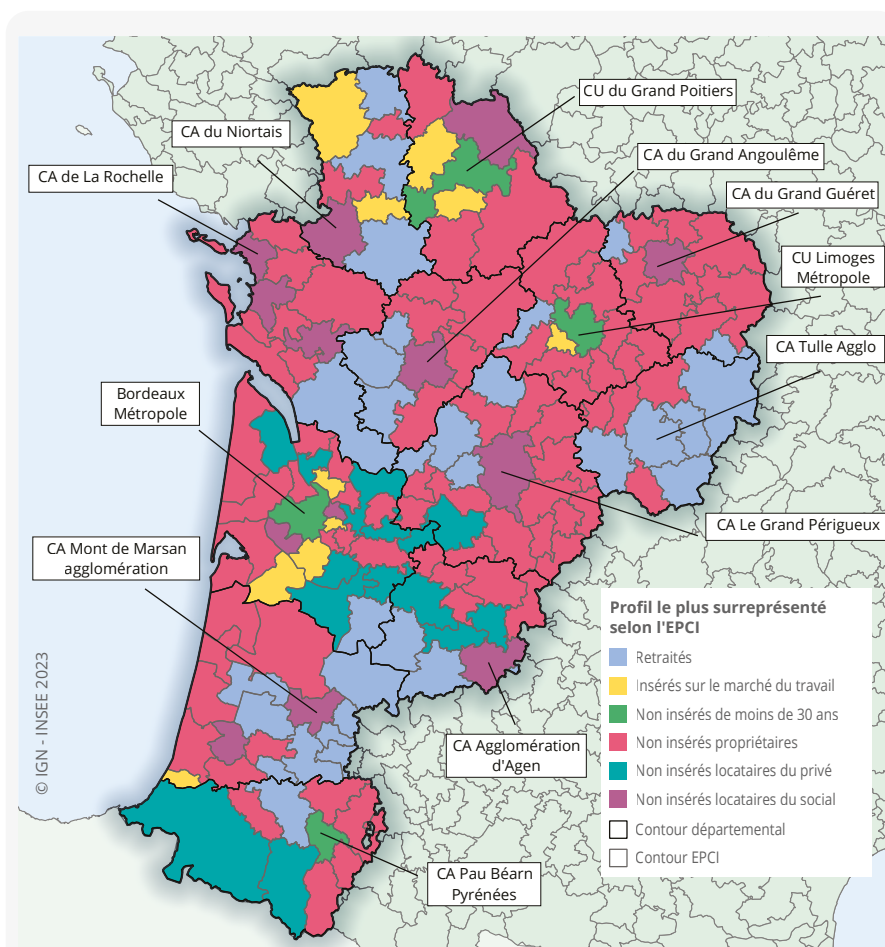 CU du Grand Poitiers
CA du Niortais
CA du Grand Angoulême
CA de La Rochelle
CA du Grand Guéret
CU Limoges
Métropole
CA Tulle Agglo
Bordeaux
Métropole
CA Le Grand Périgueux
CA Mont de Marsan
agglomération
Profil le plus surreprésenté
selon l'EPCI
Retraités
Insérés sur le marché du travail
Non insérés de moins de 30 ans
Non insérés propriétaires
Non insérés locataires du privé
Non insérés locataires du social
Contour départemental
Contour EPCI
CA Agglomération
d'Agen
CA Pau Béarn
Pyrénées
© IGN - INSEE 2023